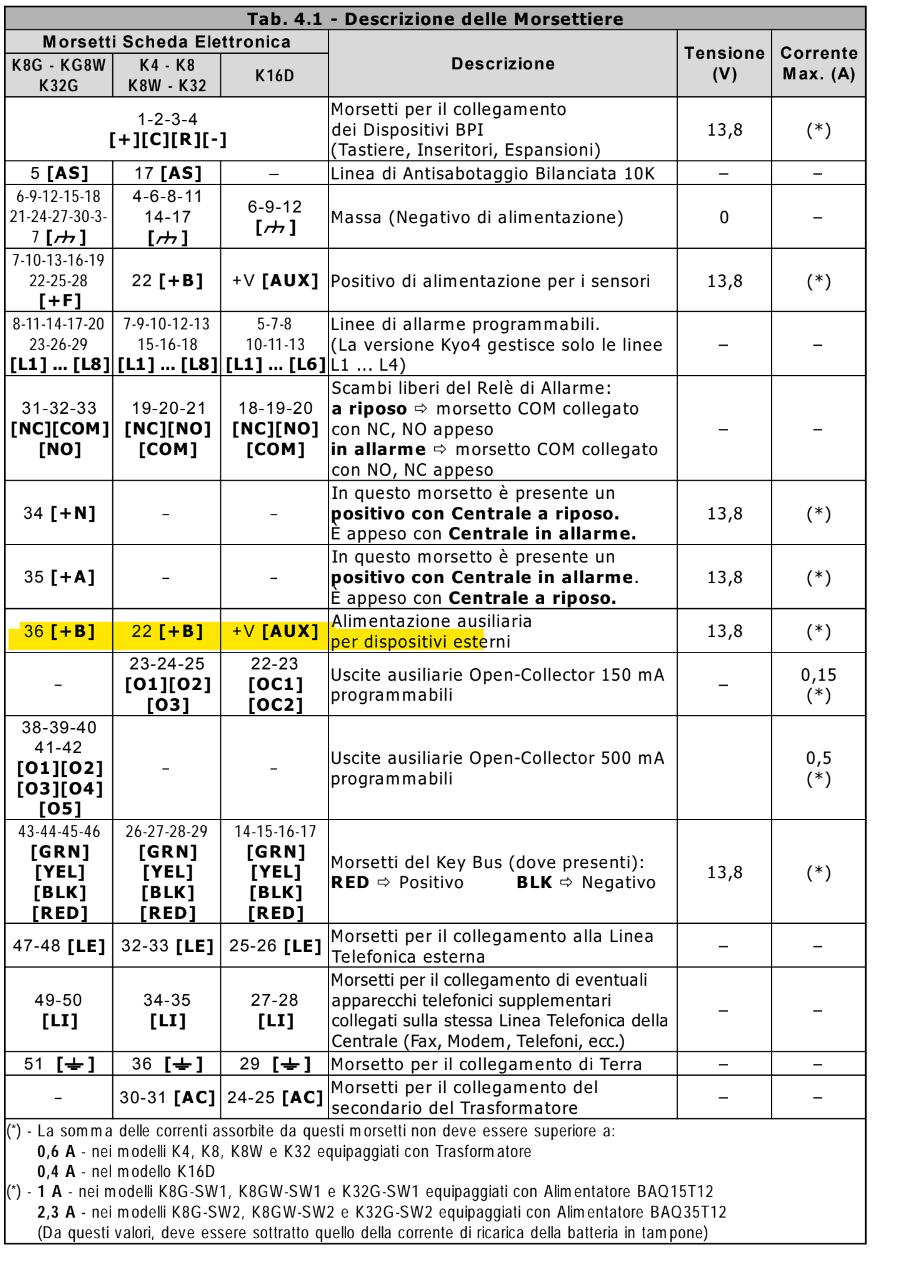 Tab. 4.1 - Descrizione delle Morsettiere
Morsetti Scheda Elettronica
Descrizione
Tensione
(V)
Corrente
Max. (A)
K8G - KG8W
K32G
K4 - K8
K8W - K32
K16D
1-2-3-4
[+][C][R][-]
Morsetti per il collegamento
dei Dispositivi BPI
(Tastiere, Inseritori, Espansioni)
13,8
(*)
5 [AS]
17 [AS]
–
Linea di Antisabotaggio Bilanciata 10K
–
–
6-9-12-15-18
21-24-27-30-3-
7 [⏚]
4-6-8-11
14-17
[⏚]
6-9-12
[⏚]
Massa (Negativo di alimentazione)
0
–
7-10-13-16-19
22-25-28
[+F]
22 [+B]
+V [AUX]
Positivo di alimentazione per i sensori
13,8
(*)
8-11-14-17-20
23-26-29
[L1] ... [L8]
7-9-10-12-13
15-16-18
[L1] ... [L8]
5-7-8
10-11-13
[L1] ... [L6]
Linee di allarme programmabili.
(La versione Kyo4 gestisce solo le linee
L1 ... L4)
–
–
31-32-33
[NC][COM]
[NO]
19-20-21
[NC][NO]
[COM]
18-19-20
[NC][NO]
[COM]
Scambi liberi del Relè di Allarme:
a riposo ⇨ morsetto COM collegato
con NC, NO appeso
in allarme ⇨ morsetto COM collegato
con NO, NC appeso
–
–
34 [+N]
–
–
In questo morsetto è presente un
positivo con Centrale a riposo.
È appeso con Centrale in allarme.
13,8
(*)
35 [+A]
–
–
In questo morsetto è presente un
positivo con Centrale in allarme.
È appeso con Centrale a riposo.
13,8
(*)
36 [+B]
22 [+B]
+V [AUX]
Alimentazione ausiliaria
per dispositivi esterni
13,8
(*)
–
23-24-25
[O1][O2]
[O3]
22-23
[OC1]
[OC2]
Uscite ausiliarie Open-Collector 150 mA
programmabili
–
0,15
(*)
38-39-40
41-42
[O1][O2]
[O3][O4]
[O5]
–
–
Uscite ausiliarie Open-Collector 500 mA
programmabili
0,5
(*)
43-44-45-46
[GRN]
[YEL]
[BLK]
[RED]
26-27-28-29
[GRN]
[YEL]
[BLK]
[RED]
14-15-16-17
[GRN]
[YEL]
[BLK]
[RED]
Morsetti del Key Bus (dove presenti):
RED ⇨ Positivo BLK ⇨ Negativo
13,8
(*)
47-48 [LE]
32-33 [LE]
25-26 [LE]
Morsetti per il collegamento alla Linea
Telefonica esterna
–
–
49-50
[LI]
34-35
[LI]
27-28
[LI]
Morsetti per il collegamento di eventuali
apparecchi telefonici supplementari
collegati sulla stessa Linea Telefonica della
Centrale (Fax, Modem, Telefoni, ecc.)
–
–
51 [⏚]
36 [⏚]
29 [⏚]
Morsetto per il collegamento di Terra
–
–
–
30-31 [AC]
24-25 [AC]
Morsetti per il collegamento del
secondario del Trasformatore
–
–
(*) - La somma delle correnti assorbite da questi morsetti non deve essere superiore a:
0,6 A - nei modelli K4, K8, K8W e K32 equipaggiati con Trasformatore
0,4 A - nel modello K16D
(*) - 1 A - nei modelli K8G-SW1, K8GW-SW1 e K32G-SW1 equipaggiati con Alimentatore BAQ15T12
2,3 A - nei modelli K8G-SW2, K8GW-SW2 e K32G-SW2 equipaggiati con Alimentatore BAQ35T12
(Da questi valori, deve essere sottratto quello della corrente di ricarica della batteria in tampone)